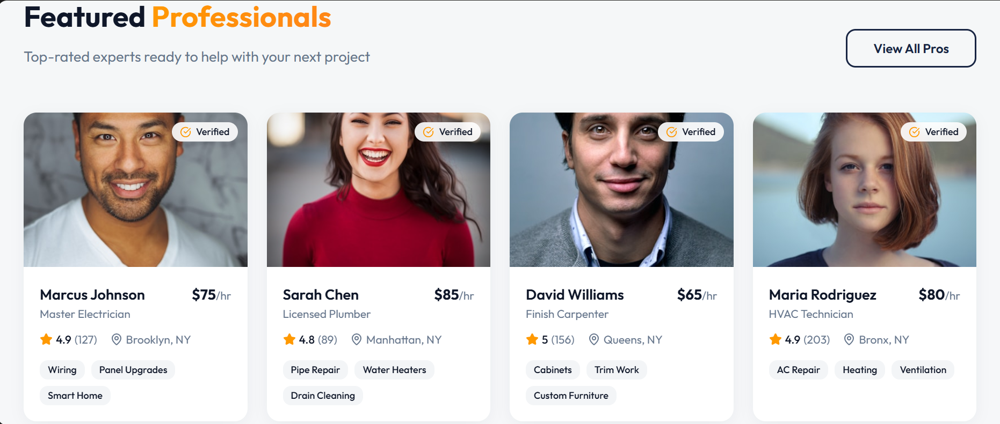 Featured Professionals
Top-rated experts ready to help with your next project
View All Pros
Verified
Marcus Johnson $75/hr
Master Electrician
4.9 (127) Brooklyn, NY
Wiring Panel Upgrades
Smart Home
Verified
Sarah Chen $85/hr
Licensed Plumber
4.8 (89) Manhattan, NY
Pipe Repair Water Heaters
Drain Cleaning
Verified
David Williams $65/hr
Finish Carpenter
5 (156) Queens, NY
Cabinets Trim Work
Custom Furniture
Verified
Maria Rodriguez $80/hr
HVAC Technician
4.9 (203) Bronx, NY
AC Repair Heating Ventilation